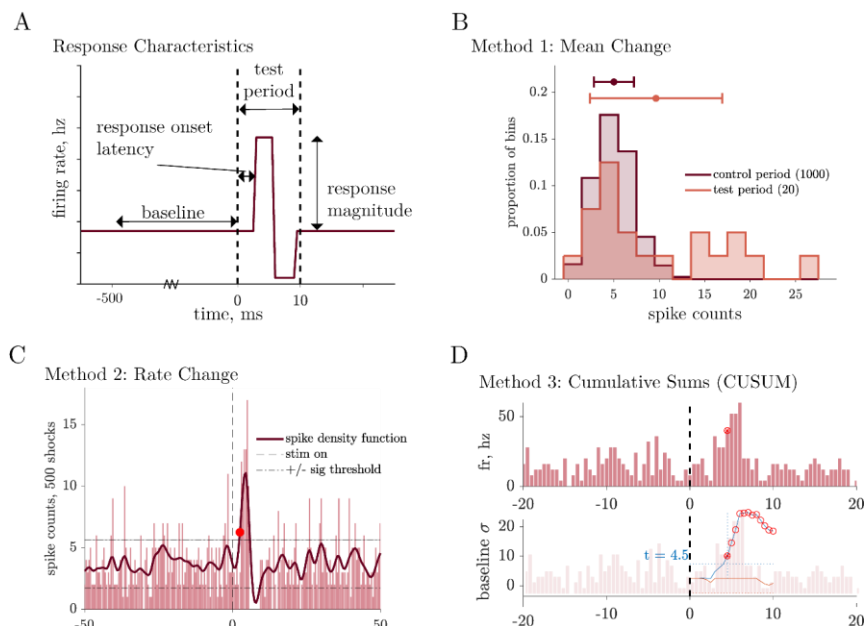 A
Response Characteristics
test
period
response onset
latency
response
magnitude
baseline
firing rate, hz
-500
0
10
time, ms
B
Method 1: Mean Change
0.2
0.15
0.1
0.05
0
proportion of bins
control period (1000)
test period (20)
0
5
10
15
20
25
spike counts
C
Method 2: Rate Change
15
10
5
0
spike counts, 500 shocks
spike density function
stim on
+/- sig threshold
-50
0
50
D
Method 3: Cumulative Sums (CUSUM)
50
0
fr, hz
-20
-10
0
10
20
20
10
0
baseline σ
t = 4.5
-20
-10
0
10
20